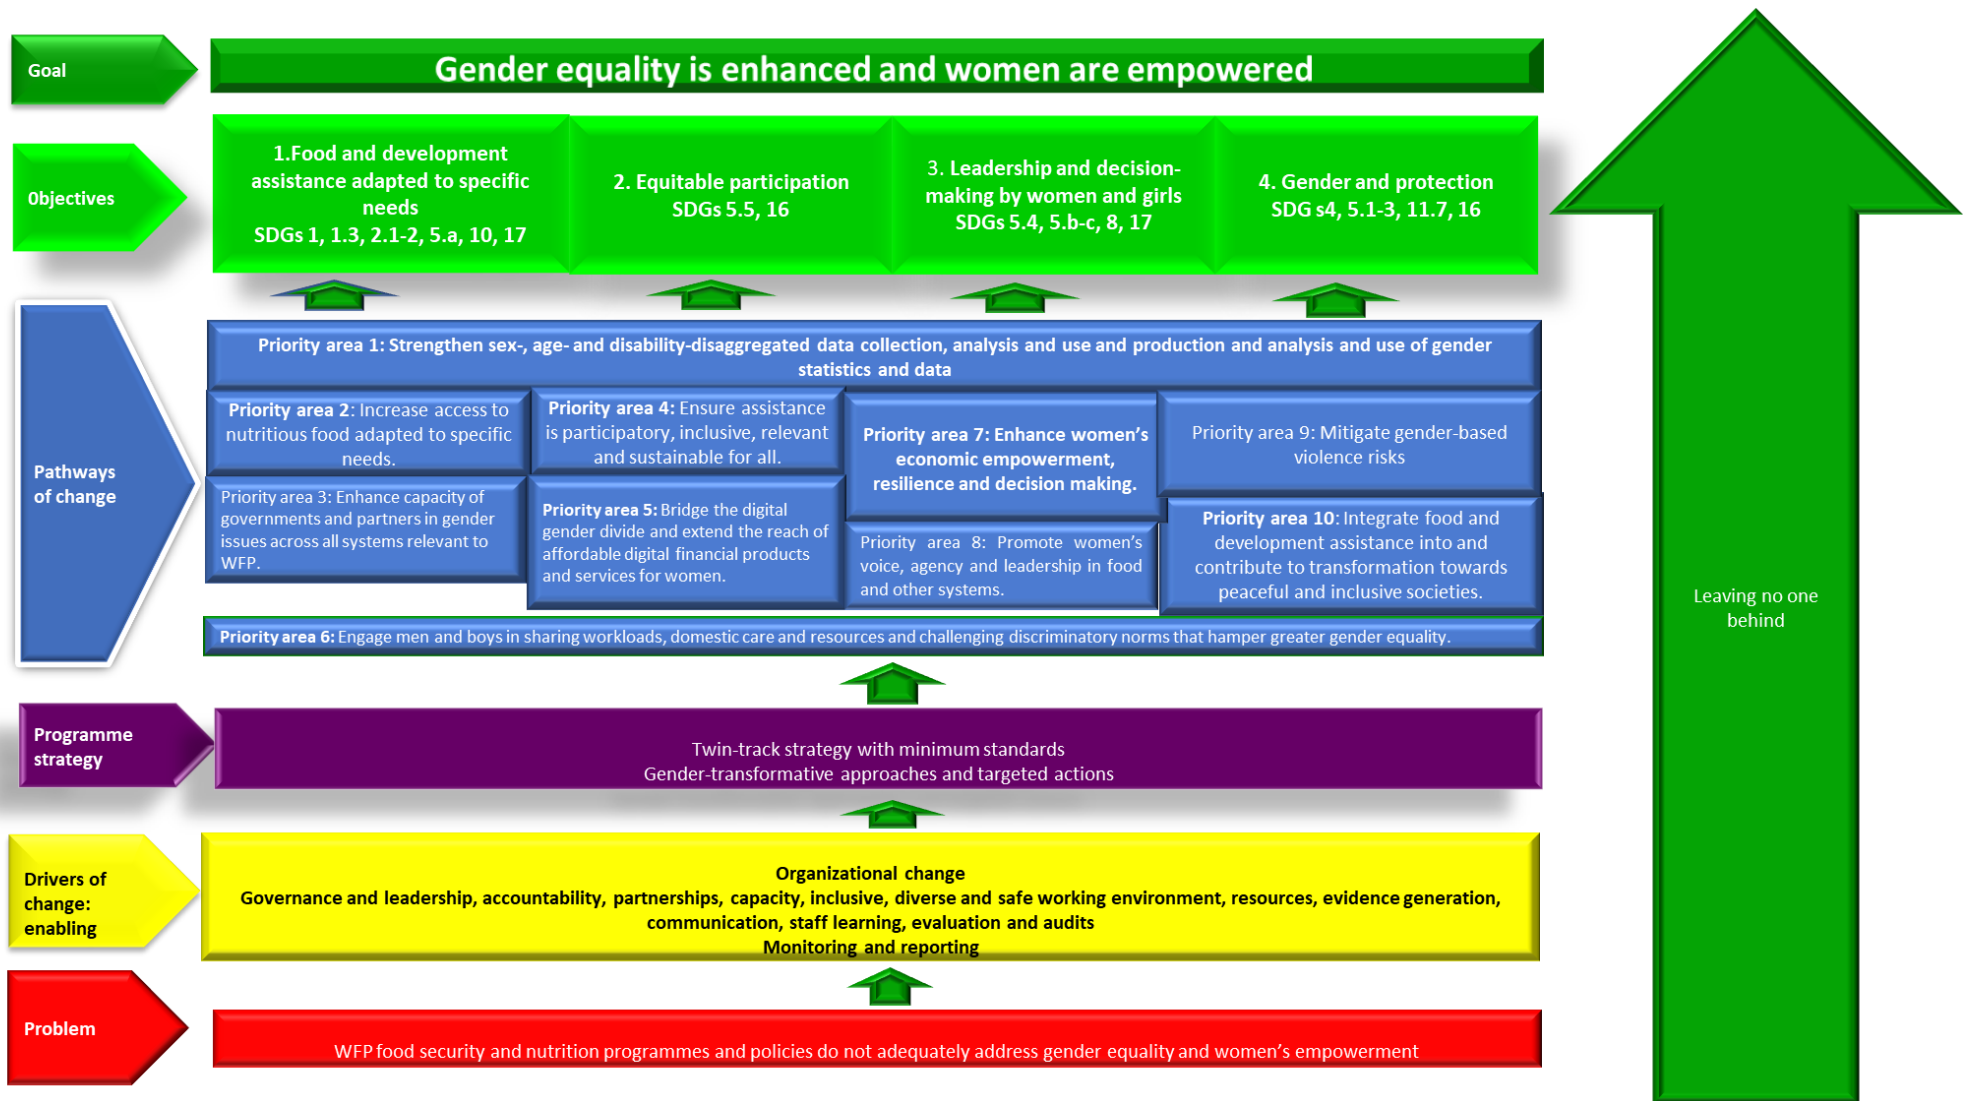 Goal
Gender equality is enhanced and women are empowered
0bjectives
1.Food and development
assistance adapted to specific
needs
SDGs 1, 1.3, 2.1-2, 5.a, 10, 17
2. Equitable participation
SDGs 5.5, 16
3. Leadership and decision-
making by women and girls
SDGs 5.4, 5.b-c, 8, 17
4. Gender and protection
SDG s4, 5.1-3, 11.7, 16
Pathways
of change
Priority area 1: Strengthen sex-, age- and disability-disaggregated data collection, analysis and use and production and analysis and use of gender
statistics and data
Priority area 2: Increase access to
nutritious food adapted to specific
needs.
Priority area 3: Enhance capacity of
governments and partners in gender
issues across all systems relevant to
WFP.
Priority area 4: Ensure assistance
is participatory, inclusive, relevant
and sustainable for all.
Priority area 5: Bridge the digital
gender divide and extend the reach of
affordable digital financial products
and services for women.
Priority area 7: Enhance women’s
economic empowerment,
resilience and decision making.
Priority area 8: Promote women’s
voice, agency and leadership in food
and other systems.
Priority area 9: Mitigate gender-based
violence risks
Priority area 10: Integrate food and
development assistance into and
contribute to transformation towards
peaceful and inclusive societies.
Priority area 6: Engage men and boys in sharing workloads, domestic care and resources and challenging discriminatory norms that hamper greater gender equality.
Programme
strategy
Twin-track strategy with minimum standards
Gender-transformative approaches and targeted actions
Drivers of
change:
enabling
Organizational change
Governance and leadership, accountability, partnerships, capacity, inclusive, diverse and safe working environment, resources, evidence generation,
communication, staff learning, evaluation and audits
Monitoring and reporting
Problem
WFP food security and nutrition programmes and policies do not adequately address gender equality and women’s empowerment
Leaving no one
behind